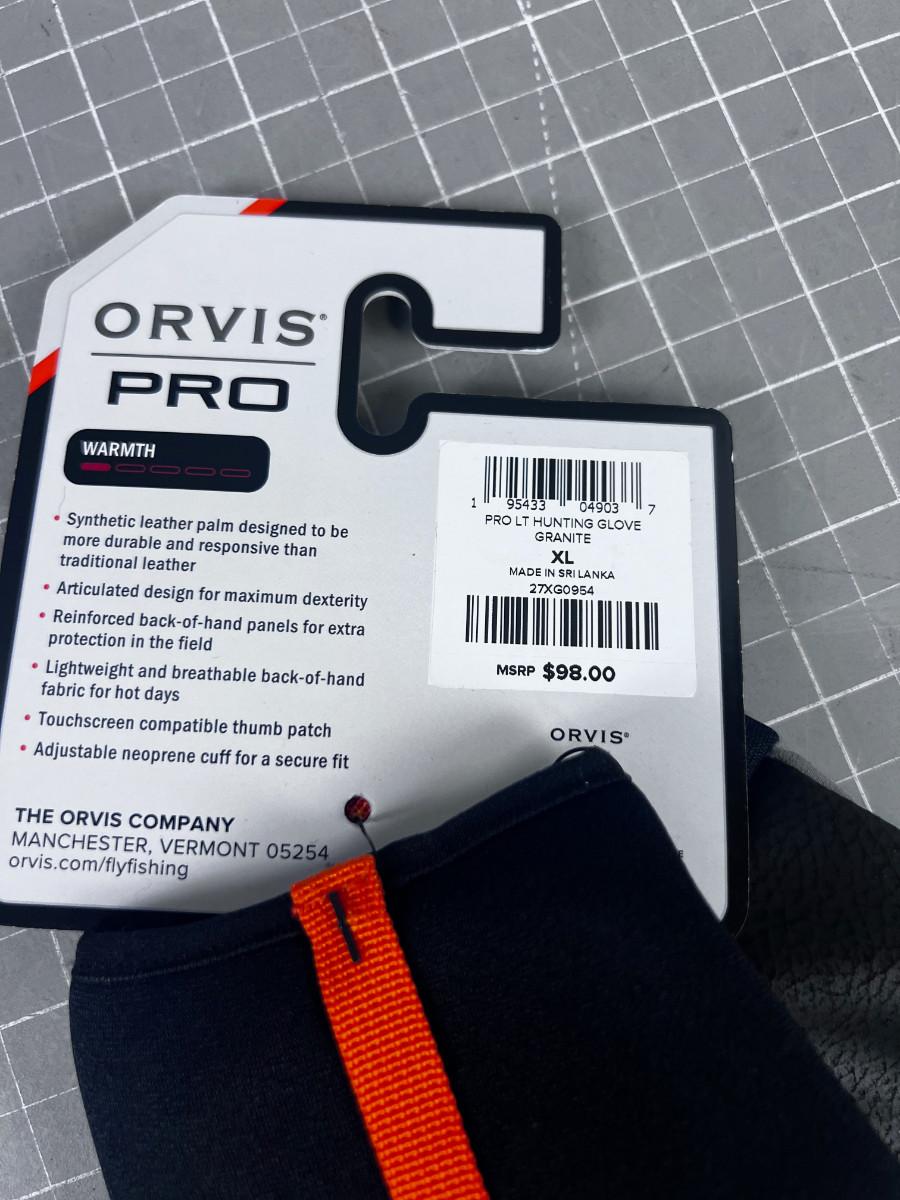 ORVIS®
PRO
WARMTH
• Synthetic leather palm designed to be
more durable and responsive than
traditional leather
• Articulated design for maximum dexterity
• Reinforced back-of-hand panels for extra
protection in the field
• Lightweight and breathable back-of-hand
fabric for hot days
• Touchscreen compatible thumb patch
• Adjustable neoprene cuff for a secure fit
THE ORVIS COMPANY
MANCHESTER, VERMONT 05254
orvis.com/flyfishing
1 95433 04903 7
PRO LT HUNTING GLOVE
GRANITE
XL
MADE IN SRI LANKA
27XG0954
MSRP $98.00
ORVIS®